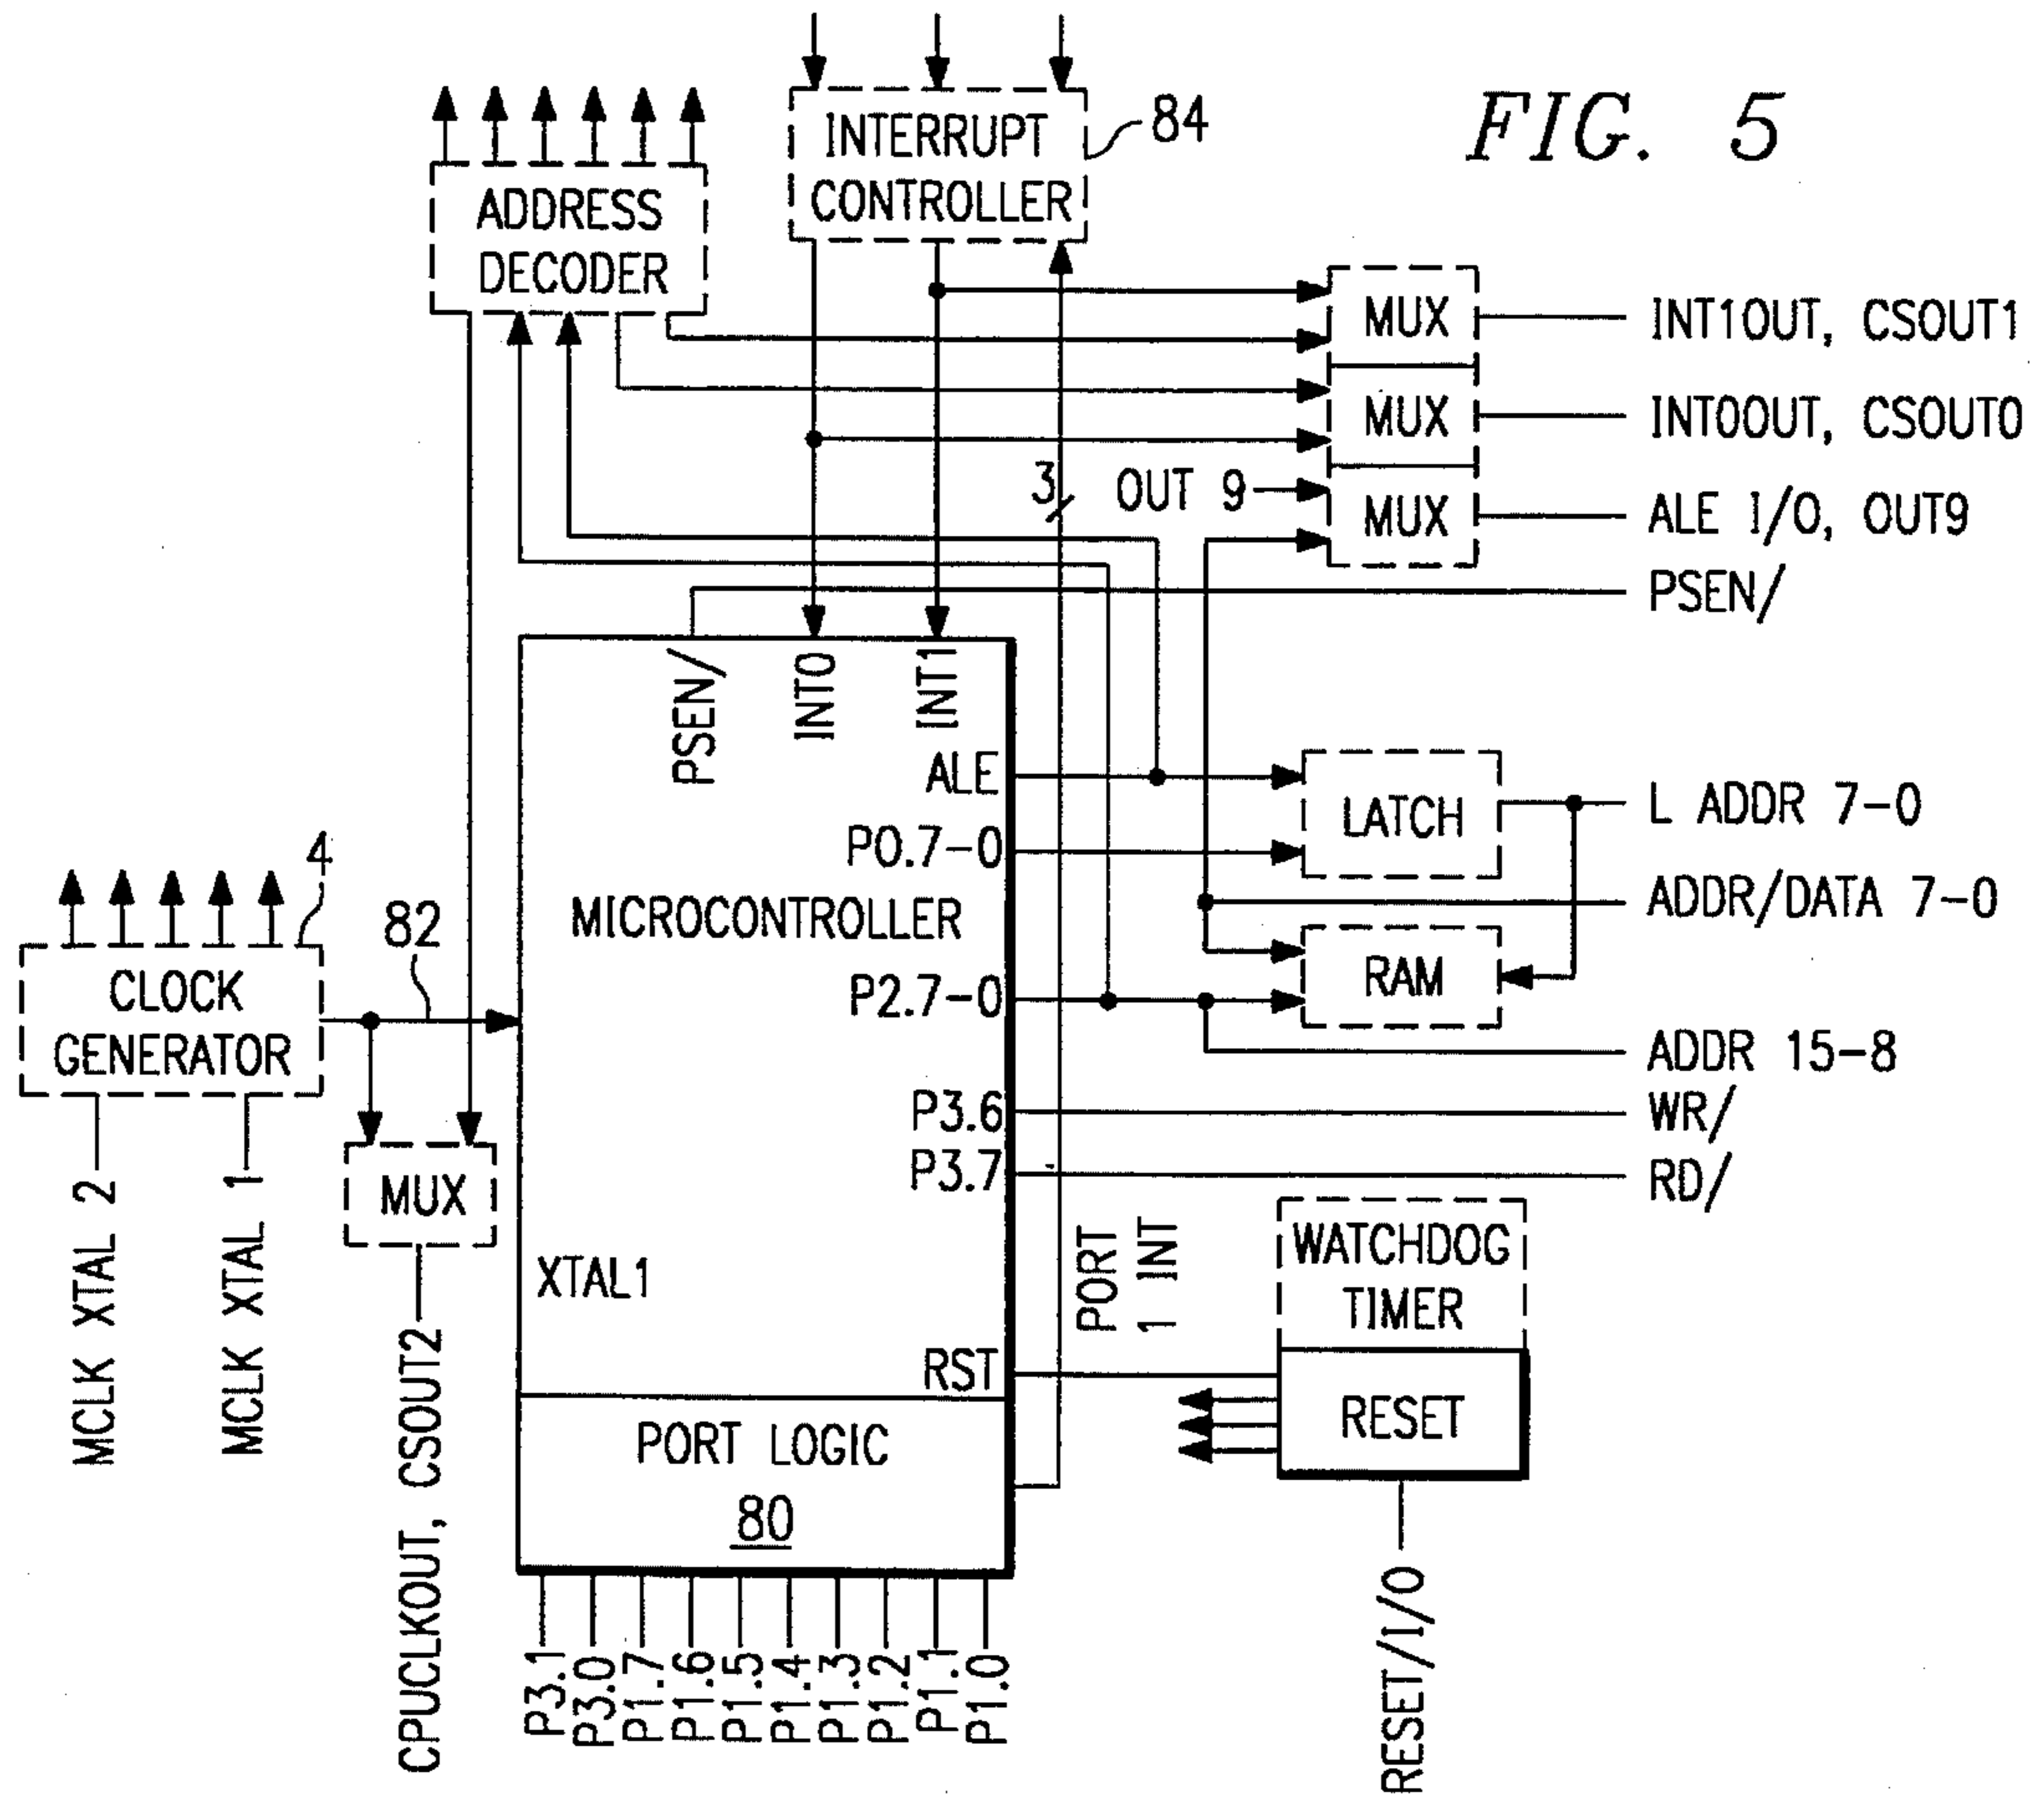 FIG. 5
INTERRUPT
CONTROLLER
84
ADDRESS
DECODER
MUX
INT1OUT, CSOUT1
MUX
INT0OUT, CSOUT0
3
OUT 9
MUX
ALE I/O, OUT9
PSEN/
PSEN/
INT0
INT1
ALE
LATCH
L ADDR 7-0
P0.7-0
4
82
MICROCONTROLLER
ADDR/DATA 7-0
CLOCK
GENERATOR
P2.7-0
RAM
ADDR 15-8
P3.6
WR/
P3.7
RD/
MUX
MCLK XTAL 2
MCLK XTAL 1
CPUCLKOUT, CSOUT2
XTAL1
PORT
1 INT
WATCHDOG
TIMER
RST
RESET
PORT LOGIC
80
RESET/I/O
P3.1
P3.0
P1.7
P1.6
P1.5
P1.4
P1.3
P1.2
P1.1
P1.0